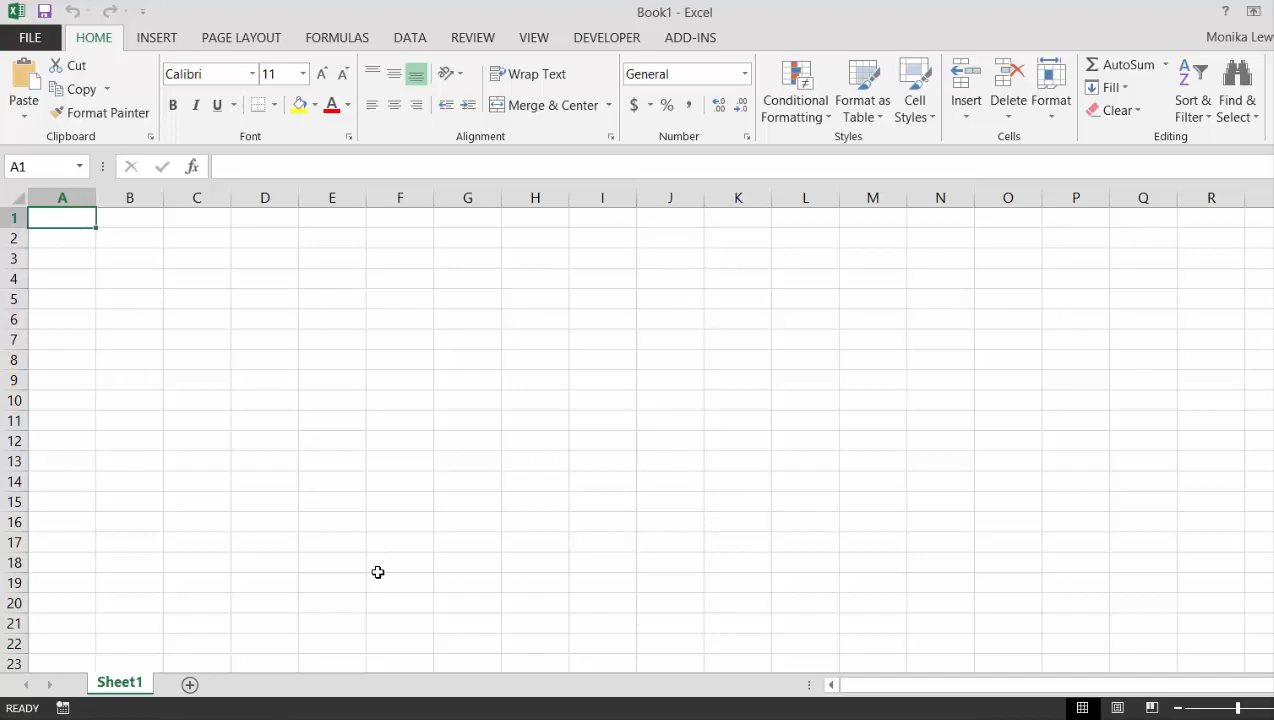 Book1 - Excel
?
FILE HOME INSERT PAGE LAYOUT FORMULAS DATA REVIEW VIEW DEVELOPER ADD-INS Monika Lew
Paste
Cut
Copy
Format Painter
Clipboard
Calibri 11
B I U
Font
Wrap Text
Merge & Center
Alignment
General
$ % ,
Number
Conditional Formatting
Format as Table
Cell Styles
Styles
Insert
Delete
Format
Cells
AutoSum
Fill
Clear
Sort & Filter
Find & Select
Editing
A1 fx
A B C D E F G H I J K L M N O P Q R
1
2
3
4
5
6
7
8
9
10
11
12
13
14
15
16
17
18
19
20
21
22
23
Sheet1
READY